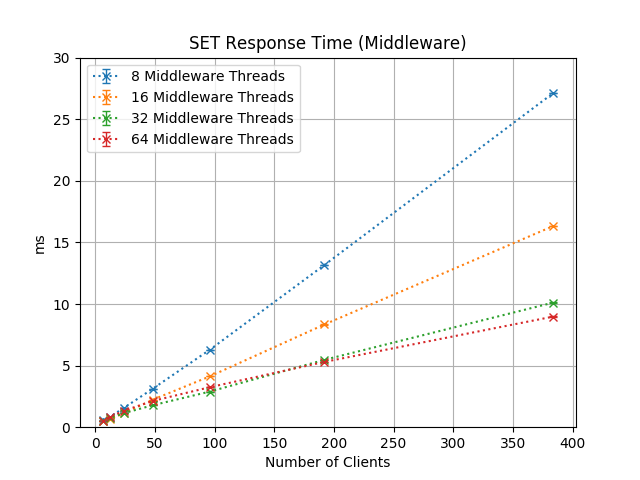 SET Response Time (Middleware)
8 Middleware Threads
16 Middleware Threads
32 Middleware Threads
64 Middleware Threads
ms
30
25
20
15
10
5
0
0 50 100 150 200 250 300 350 400
Number of Clients